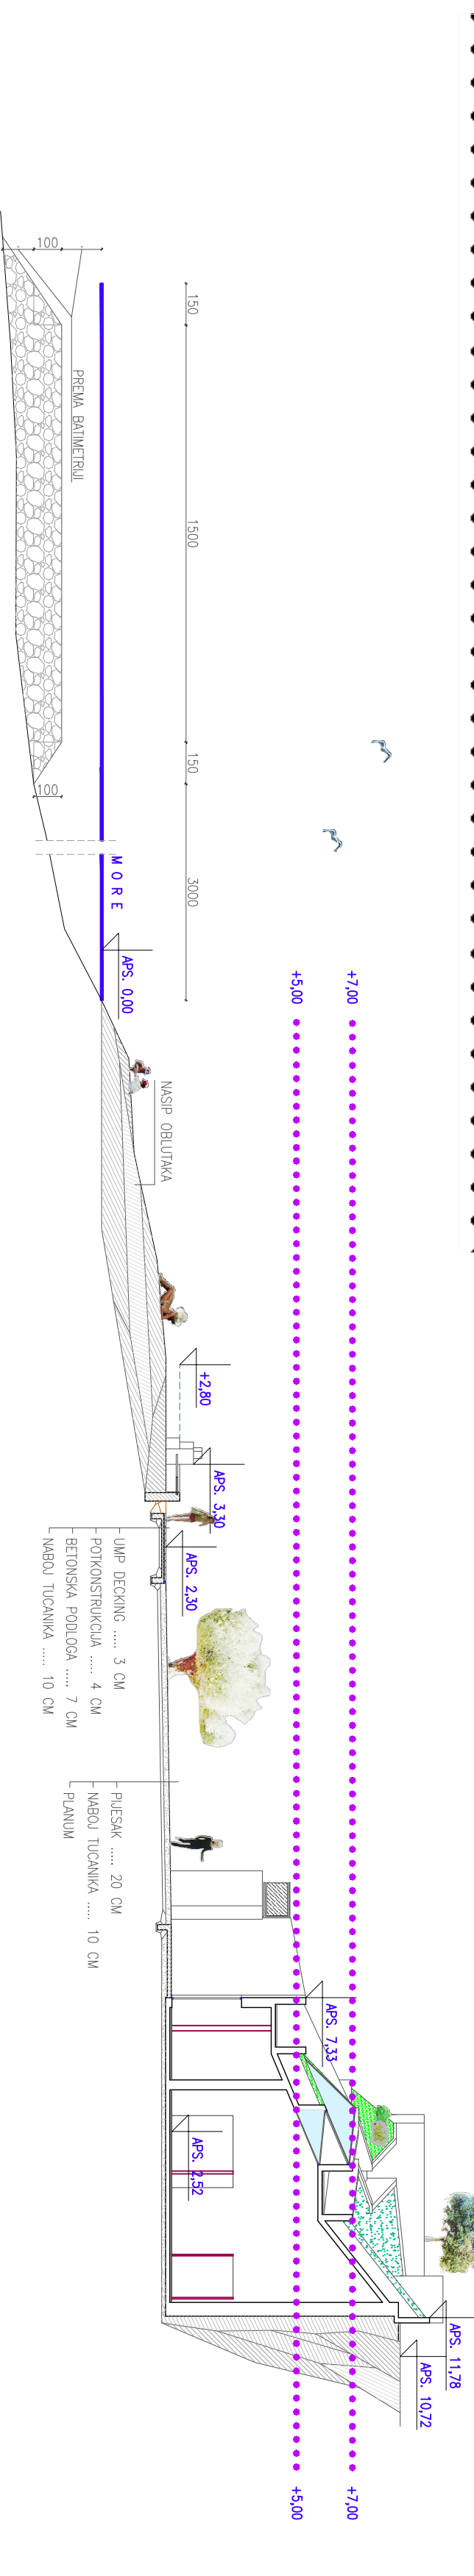 100
150
PREMA BATIMETRIJI
1500
150
100
3000
M O R E
APS. 0,00
+5,00
+7,00
NASIP OBLUTAKA
+2,80
APS. 3,30
APS. 2,30
UMP DECKING ..... 3 CM
POTKONSTRUKCIJA ..... 4 CM
BETONSKA PODLOGA ..... 7 CM
NABOJ TUCANIKA ..... 10 CM
PIJESAK ..... 20 CM
NABOJ TUCANIKA ..... 10 CM
PLANUM
APS. 7,33
APS. 2,52
APS. 11,78
APS. 10,72
+7,00
+5,00